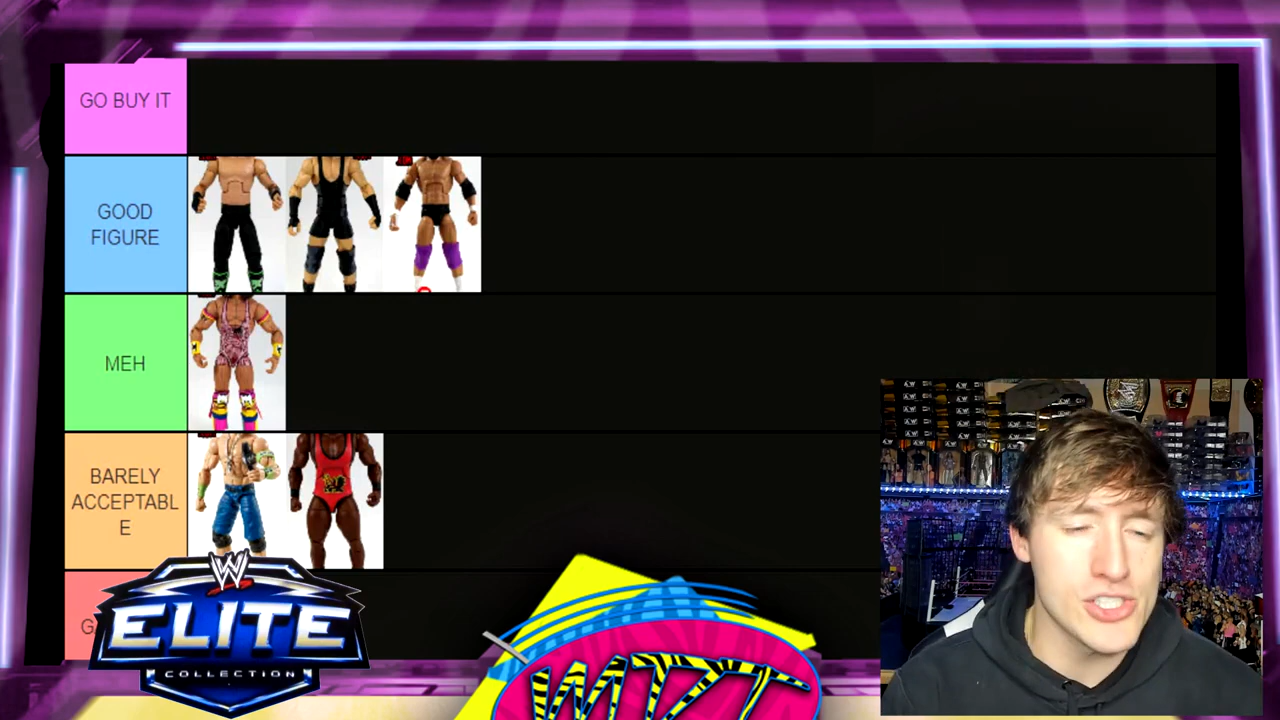 GO BUY IT
GOOD
FIGURE
MEH
BARELY
ACCEPTABL
E
G
W
ELITE
COLLECTION